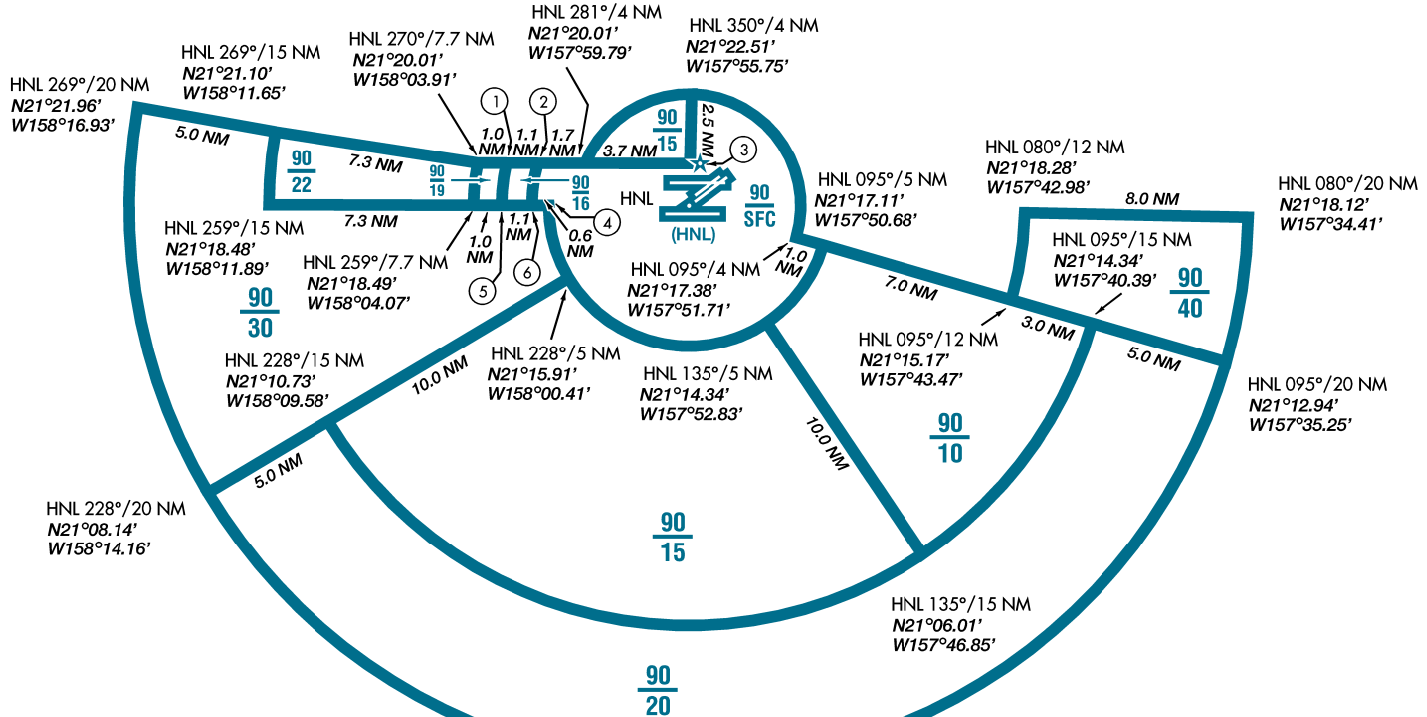 HNL 281°/4 NM
N21°20.01’
W157°59.79’
HNL 350°/4 NM
N21°22.51’
W157°55.75’
HNL 270°/7.7 NM
N21°20.01’
W158°03.91’
HNL 269°/15 NM
N21°21.10’
W158°11.65’
HNL 269°/20 NM
N21°21.96’
W158°16.93’
5.0 NM
7.3 NM
1
2
1.0
NM
1.1
NM
1.7
NM
3.7 NM
90
15
2.5 NM
3
90
22
90
19
90
16
7.3 NM
HNL
90
SFC
(HNL)
HNL 095°/5 NM
N21°17.11’
W157°50.68’
HNL 080°/12 NM
N21°18.28’
W157°42.98’
8.0 NM
HNL 080°/20 NM
N21°18.12’
W157°34.41’
HNL 259°/15 NM
N21°18.48’
W158°11.89’
HNL 259°/7.7 NM
N21°18.49’
W158°04.07’
1.0
NM
1.1
NM
4
0.6
NM
5
6
HNL 095°/4 NM
N21°17.38’
W157°51.71’
1.0
NM
HNL 095°/15 NM
N21°14.34’
W157°40.39’
90
40
7.0 NM
3.0 NM
5.0 NM
90
30
HNL 228°/15 NM
N21°10.73’
W158°09.58’
10.0 NM
HNL 228°/5 NM
N21°15.91’
W158°00.41’
HNL 135°/5 NM
N21°14.34’
W157°52.83’
HNL 095°/12 NM
N21°15.17’
W157°43.47’
HNL 095°/20 NM
N21°12.94’
W157°35.25’
10.0 NM
90
10
5.0 NM
HNL 228°/20 NM
N21°08.14’
W158°14.16’
90
15
HNL 135°/15 NM
N21°06.01’
W157°46.85’
90
20